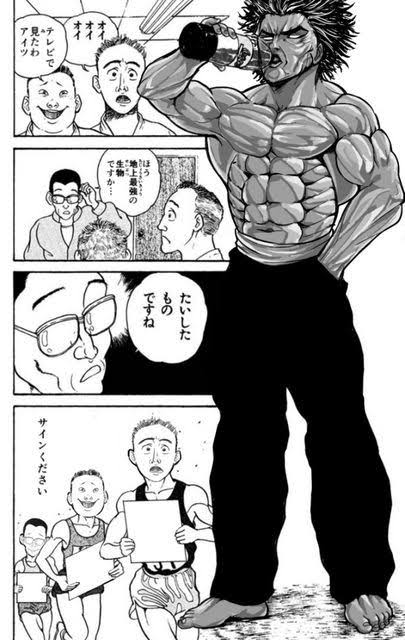 オイ
オイ
テレビで
見たわ
アイツ
ほう
地上最強の
生物
ですか…
たいした
もの
ですね
サインください